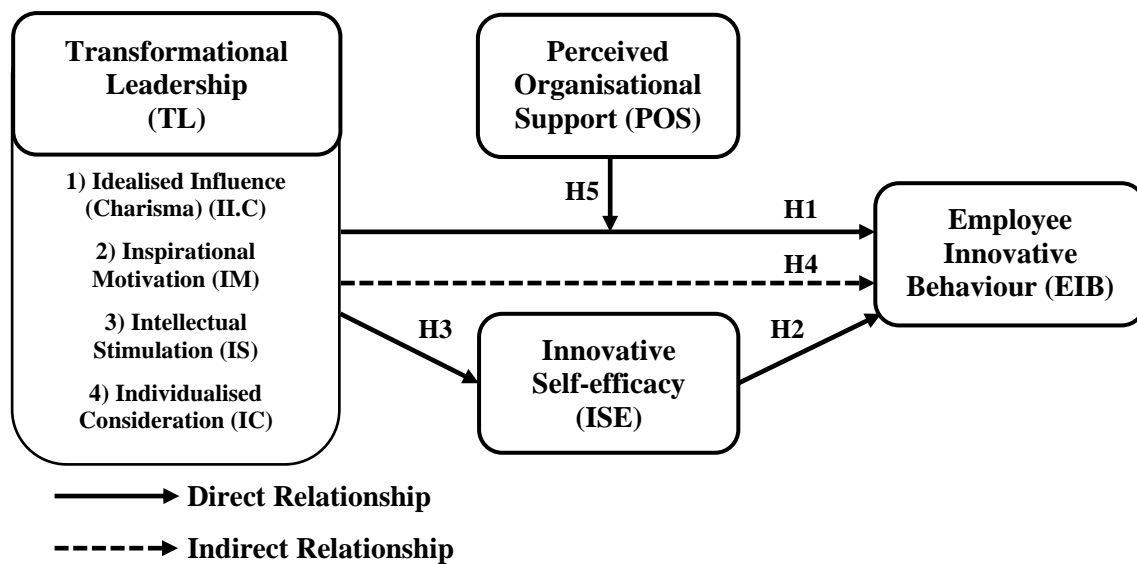 Transformational
Leadership
(TL)
1) Idealised Influence
(Charisma) (II.C)
2) Inspirational
Motivation (IM)
3) Intellectual
Stimulation (IS)
4) Individualised
Consideration (IC)
Perceived
Organisational
Support (POS)
H5
H1
H4
H3
H2
Innovative
Self-efficacy
(ISE)
Employee
Innovative
Behaviour (EIB)
Direct Relationship
Indirect Relationship